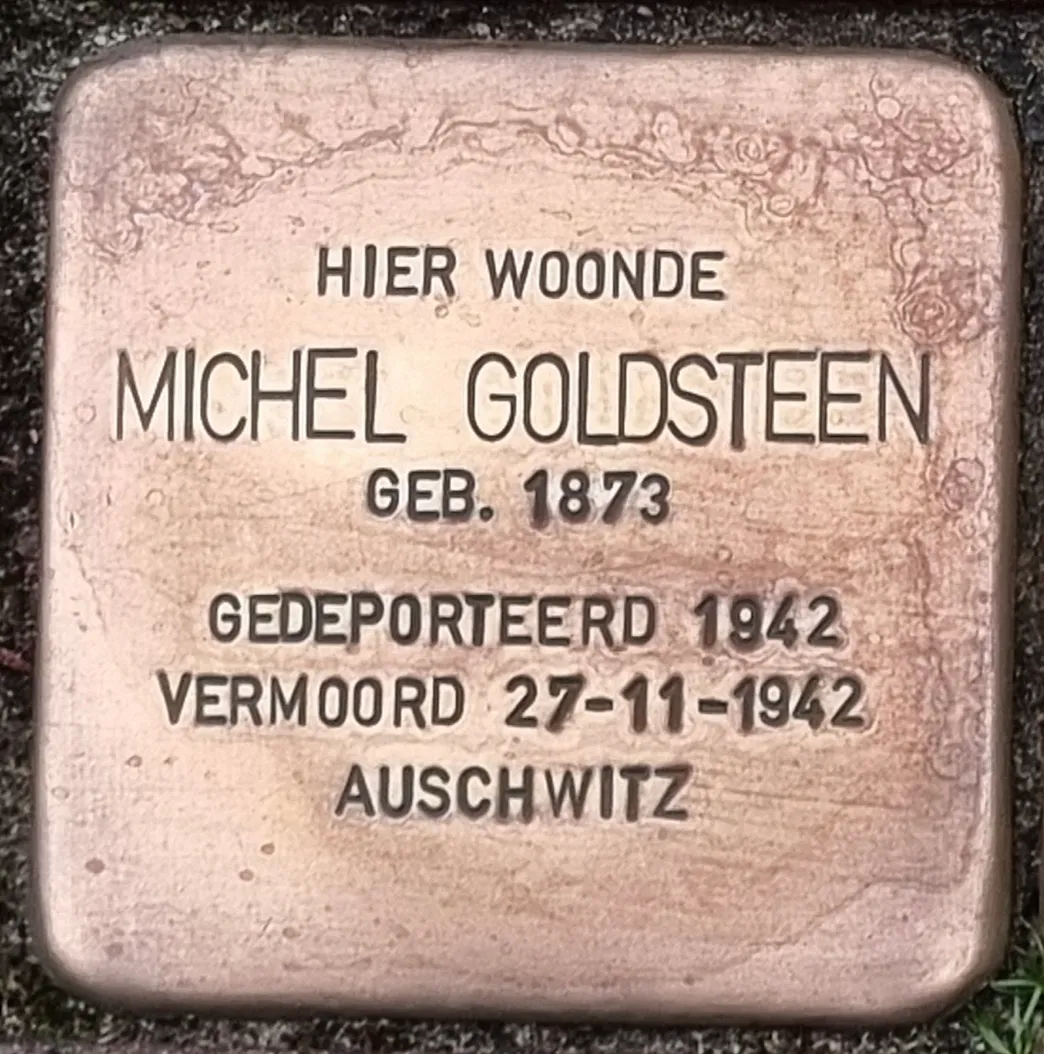 HIER WOONDE
MICHEL GOLDSTEEN
GEB. 1873
GEDEPORTEERD 1942
VERMOORD 27-11-1942
AUSCHWITZ